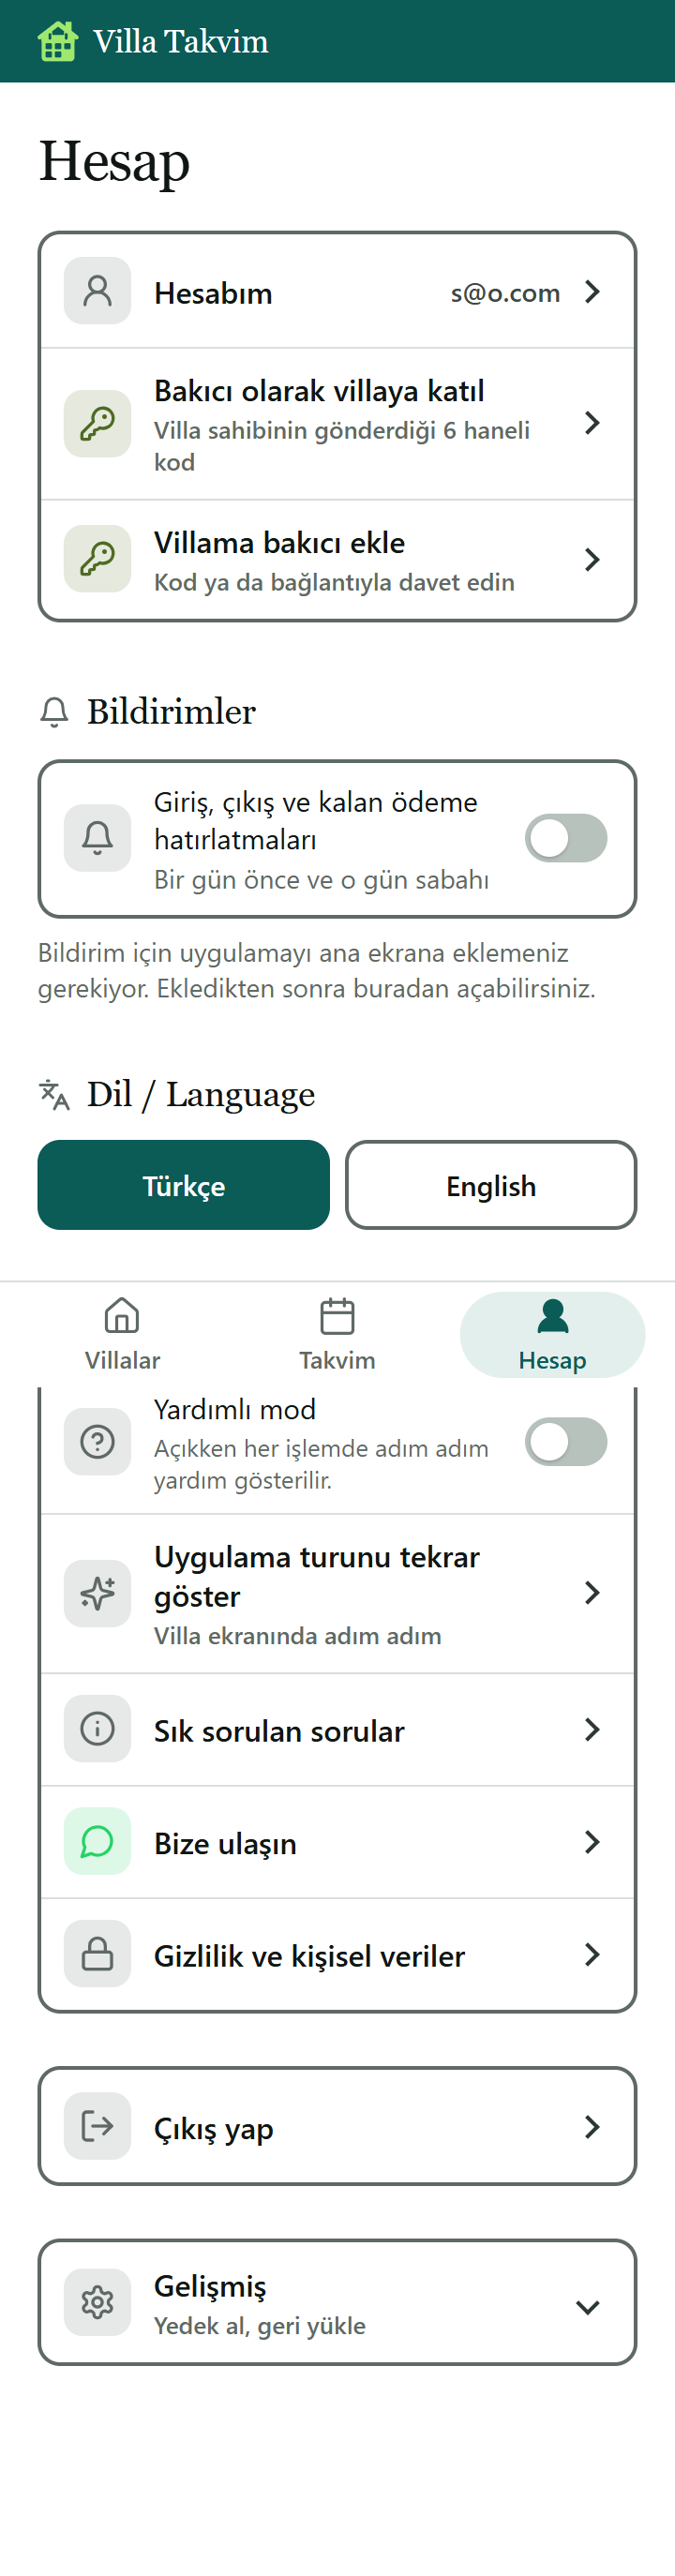 Villa Takvim
Hesap
Hesabım s@o.com
Bakıcı olarak villaya katıl
Villa sahibinin gönderdiği 6 haneli
kod
Villama bakıcı ekle
Kod ya da bağlantıyla davet edin
Bildirimler
Giriş, çıkış ve kalan ödeme
hatırlatmaları
Bir gün önce ve o gün sabahı
Bildirim için uygulamayı ana ekrana eklemeniz
gerekiyor. Ekledikten sonra buradan açabilirsiniz.
Dil / Language
Türkçe English
Villalar Takvim Hesap
Yardımlı mod
Açıkken her işlemde adım adım
yardım gösterilir.
Uygulama turunu tekrar
göster
Villa ekranında adım adım
Sık sorulan sorular
Bize ulaşın
Gizlilik ve kişisel veriler
Çıkış yap
Gelişmiş
Yedek al, geri yükle